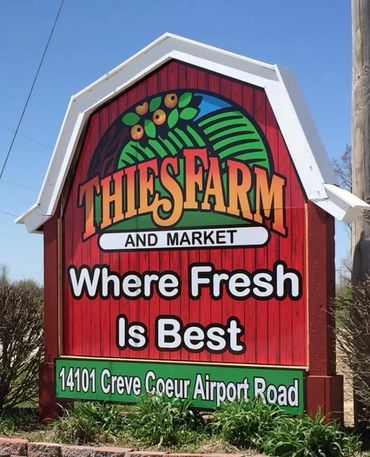 THIES FARM
AND MARKET
Where Fresh
Is Best
14101 Creve Coeur Airport Road